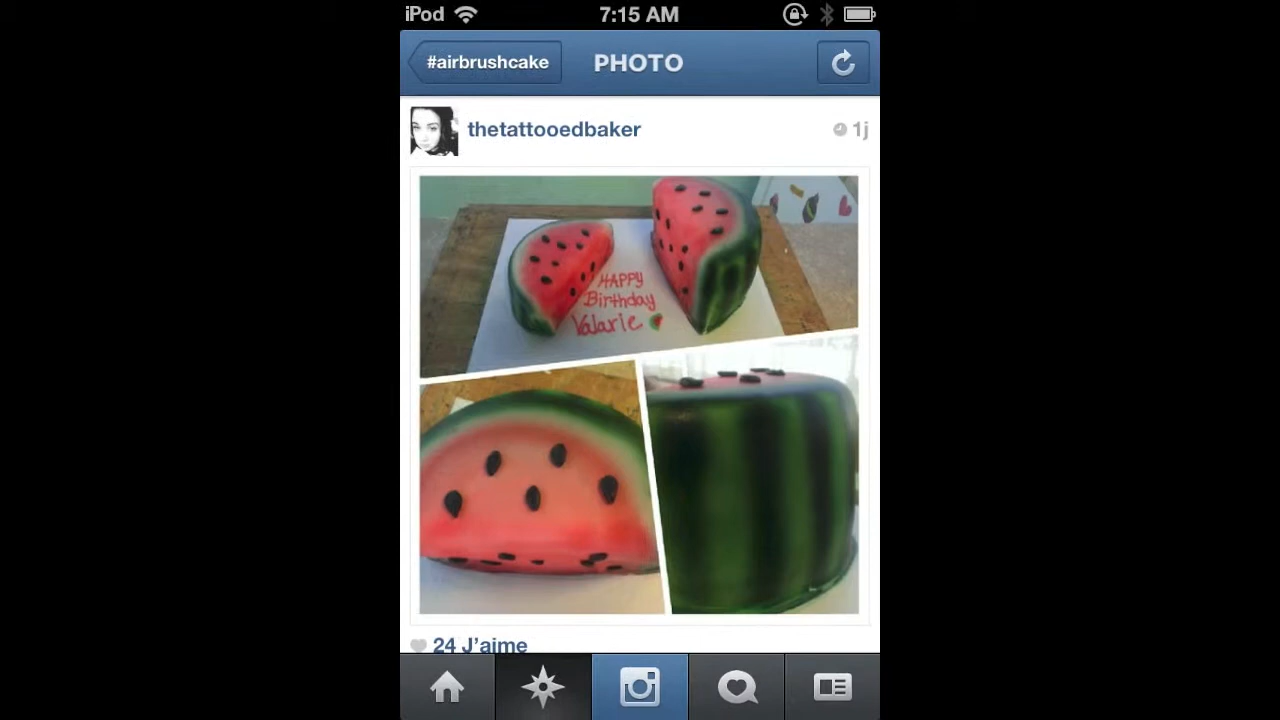 iPod 7:15 AM
#airbrushcake PHOTO
thetattooedbaker 1j
HAPPY
Birthday
Valarie
24 J'aime